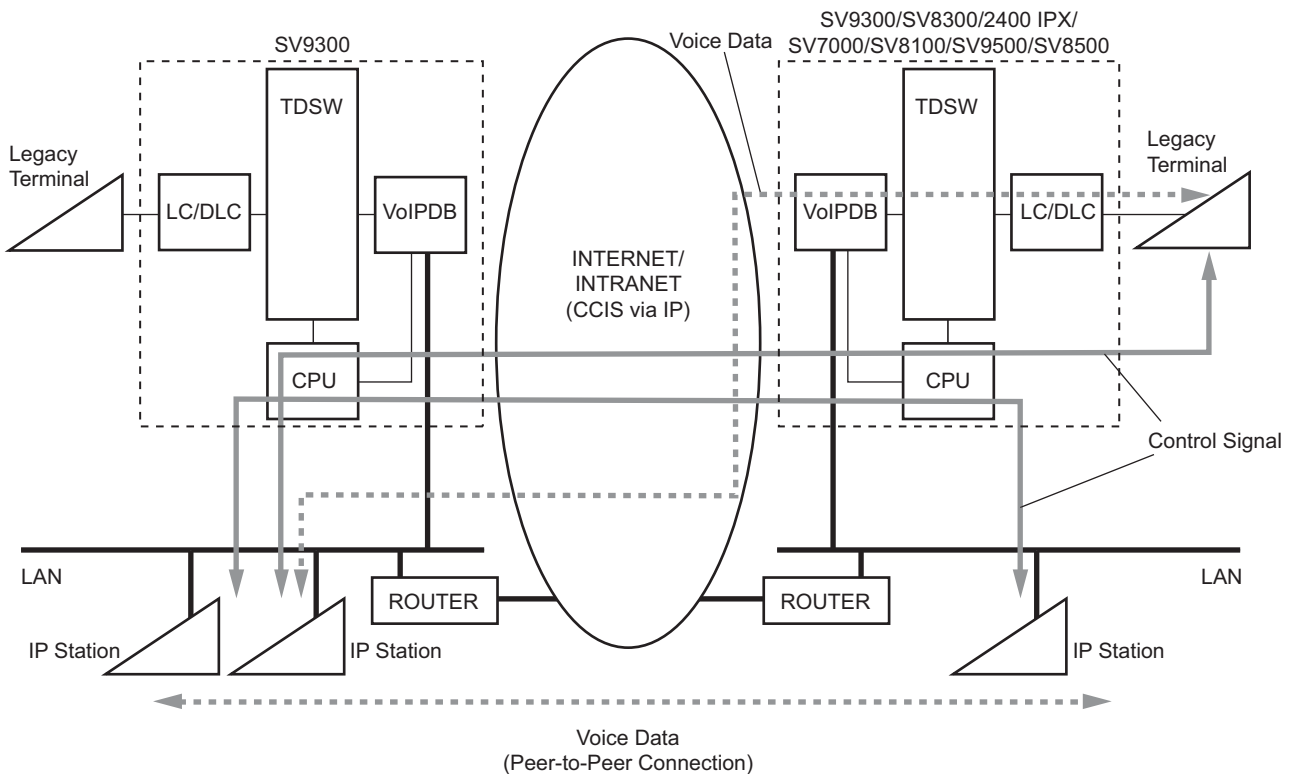 SV9300
Voice Data
SV9300/SV8300/2400 IPX/
SV7000/SV8100/SV9500/SV8500
TDSW
TDSW
Legacy
Terminal
Legacy
Terminal
LC/DLC
VoIPDB
VoIPDB
LC/DLC
INTERNET/
INTRANET
(CCIS via IP)
CPU
CPU
Control Signal
LAN
LAN
ROUTER
ROUTER
IP Station
IP Station
IP Station
Voice Data
(Peer-to-Peer Connection)